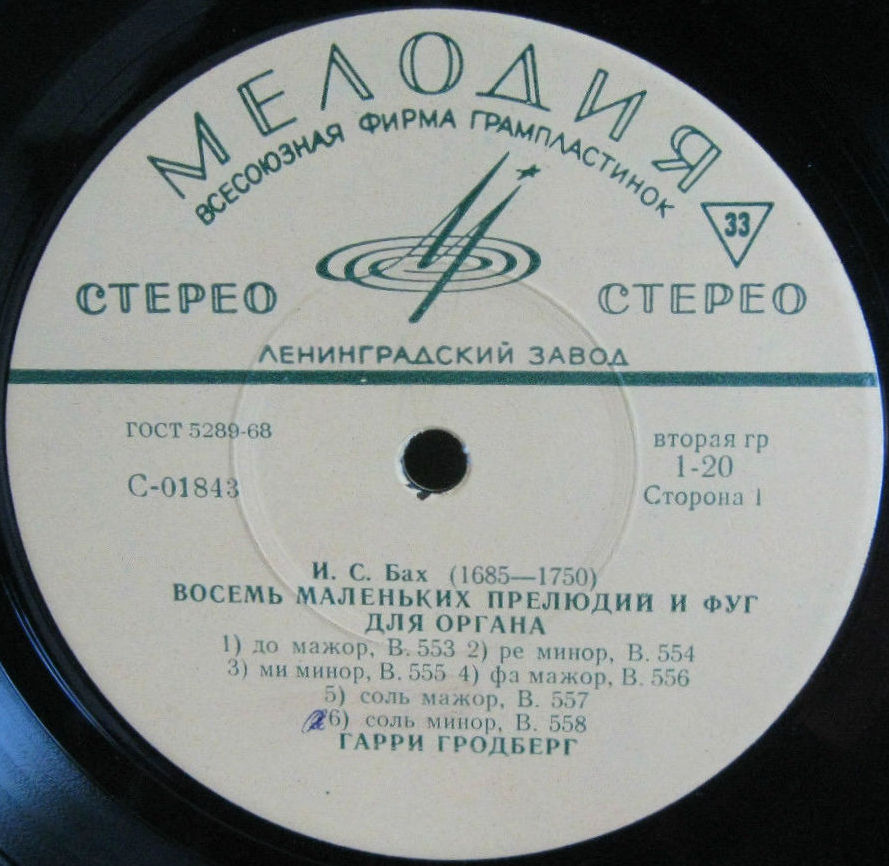 МЕЛОДИЯ
ВСЕСОЮЗНАЯ ФИРМА ГРАМПЛАСТИНОК
33
СТЕРЕО СТЕРЕО
ЛЕНИНГРАДСКИЙ ЗАВОД
ГОСТ 5289-68
С-01843
вторая гр
1-20
Сторона 1
И. С. Бах (1685—1750)
ВОСЕМЬ МАЛЕНЬКИХ ПРЕЛЮДИЙ И ФУГ
ДЛЯ ОРГАНА
1) до мажор, В. 553 2) ре минор, В. 554
3) ми минор, В. 555 4) фа мажор, В. 556
5) соль мажор, В. 557
6) соль минор, В. 558
ГАРРИ ГРОДБЕРГ